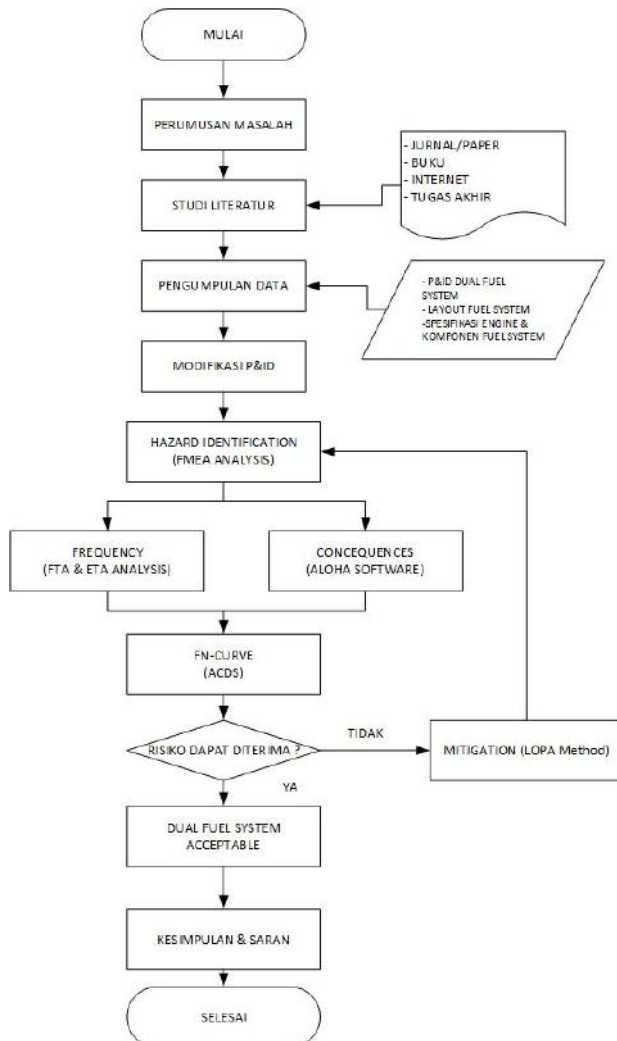 MULAI
PERUMUSAN MASALAH
- JURNAL/PAPER
- BUKU
- INTERNET
- TUGAS AKHIR
STUDI LITERATUR
PENGUMPULAN DATA
- P&ID DUAL FUEL
SYSTEM
- LAYOUT FUEL SYSTEM
-SPESIFIKASI ENGINE &
KOMPONEN FUEL SYSTEM
MODIFIKASI P&ID
HAZARD IDENTIFICATION
(FMEA ANALYSIS)
FREQUENCY
(FTA & ETA ANALYSIS)
CONCEQUENCES
(ALOHA SOFTWARE)
FN-CURVE
(ACDS)
RISIKO DAPAT DITERIMA ?
TIDAK
MITIGATION (LOPA Method)
YA
DUAL FUEL SYSTEM
ACCEPTABLE
KESIMPULAN & SARAN
SELESAI